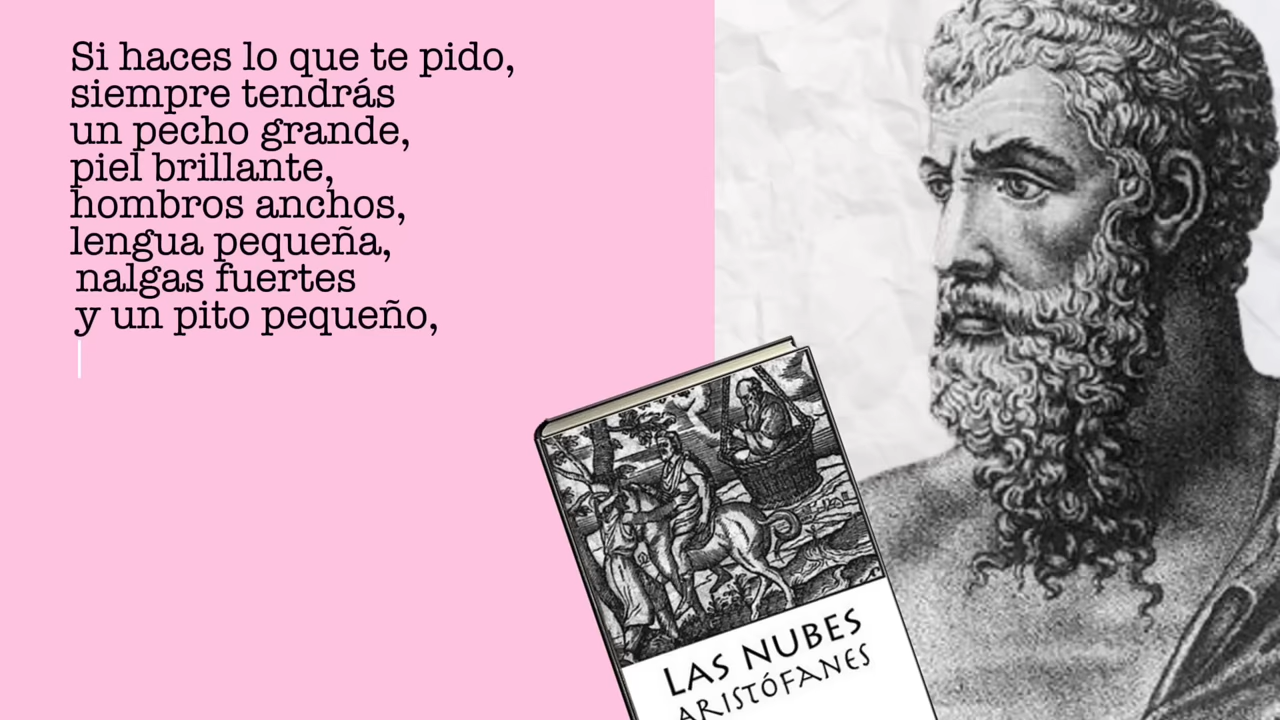 Si haces lo que te pido,
siempre tendrás
un pecho grande,
piel brillante,
hombros anchos,
lengua pequeña,
nalgas fuertes
y un pito pequeño,
LAS NUBES
ARISTÓFANES